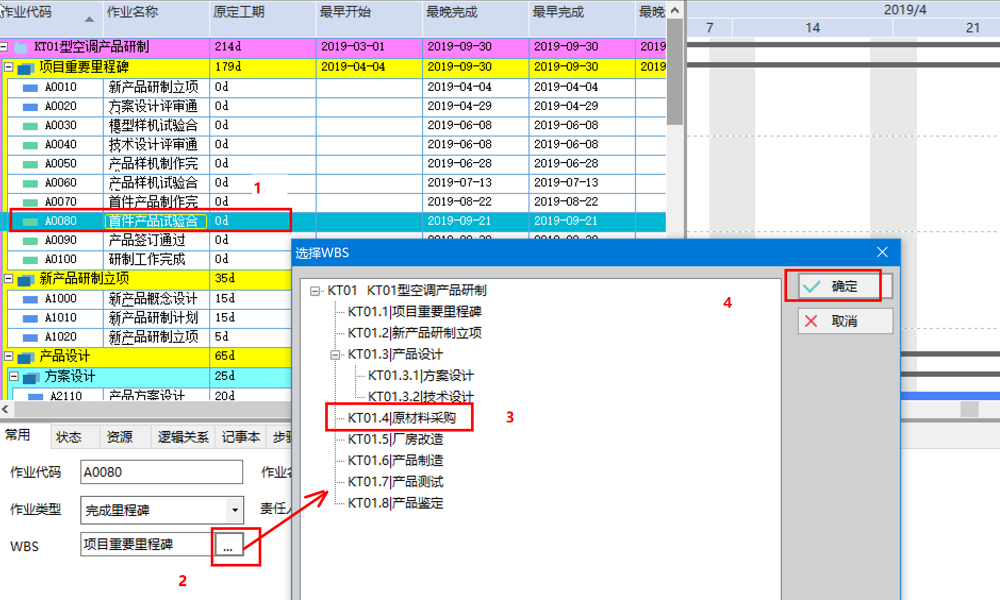 作业代码 作业名称 原定工期 最早开始 最晚完成 最早完成 最晚
2019/4
7 14 21
KT01型空调产品研制 214d 2019-03-01 2019-09-30 2019-09-30 2019
项目重要里程碑 179d 2019-04-04 2019-09-30 2019-09-30 2019
A0010 新产品研制立项 0d 2019-04-04 2019-04-04
A0020 方案设计评审通 0d 2019-04-29 2019-04-29
A0030 模型样机试验合 0d 2019-06-08 2019-06-08
A0040 技术设计评审通 0d 2019-06-08 2019-06-08
A0050 产品样机制作完 0d 2019-06-28 2019-06-28
A0060 产品样机试验合 0d 2019-07-13 2019-07-13
1
A0070 首件产品制作完 0d 2019-08-22 2019-08-22
A0080 首件产品试验合 0d 2019-09-21 2019-09-21
A0090 产品签订通过 0d
A0100 研制工作完成 0d
新产品研制立项 35d
A1000 新产品概念设计 15d
A1010 新产品研制计划 15d
A1020 新产品研制立项 5d
产品设计 65d
方案设计 25d
A2110 产品方案设计 20d
常用 状态 资源 逻辑关系 记事本 步
作业代码 A0080 作业
作业类型 完成里程碑 责任
WBS 项目重要里程碑 ...
2
选择WBS
KT01 KT01型空调产品研制
KT01.1|项目重要里程碑
KT01.2|新产品研制立项
KT01.3|产品设计
KT01.3.1|方案设计
KT01.3.2|技术设计
KT01.4|原材料采购
3
KT01.5|厂房改造
KT01.6|产品制造
KT01.7|产品测试
KT01.8|产品鉴定
4
确定
取消